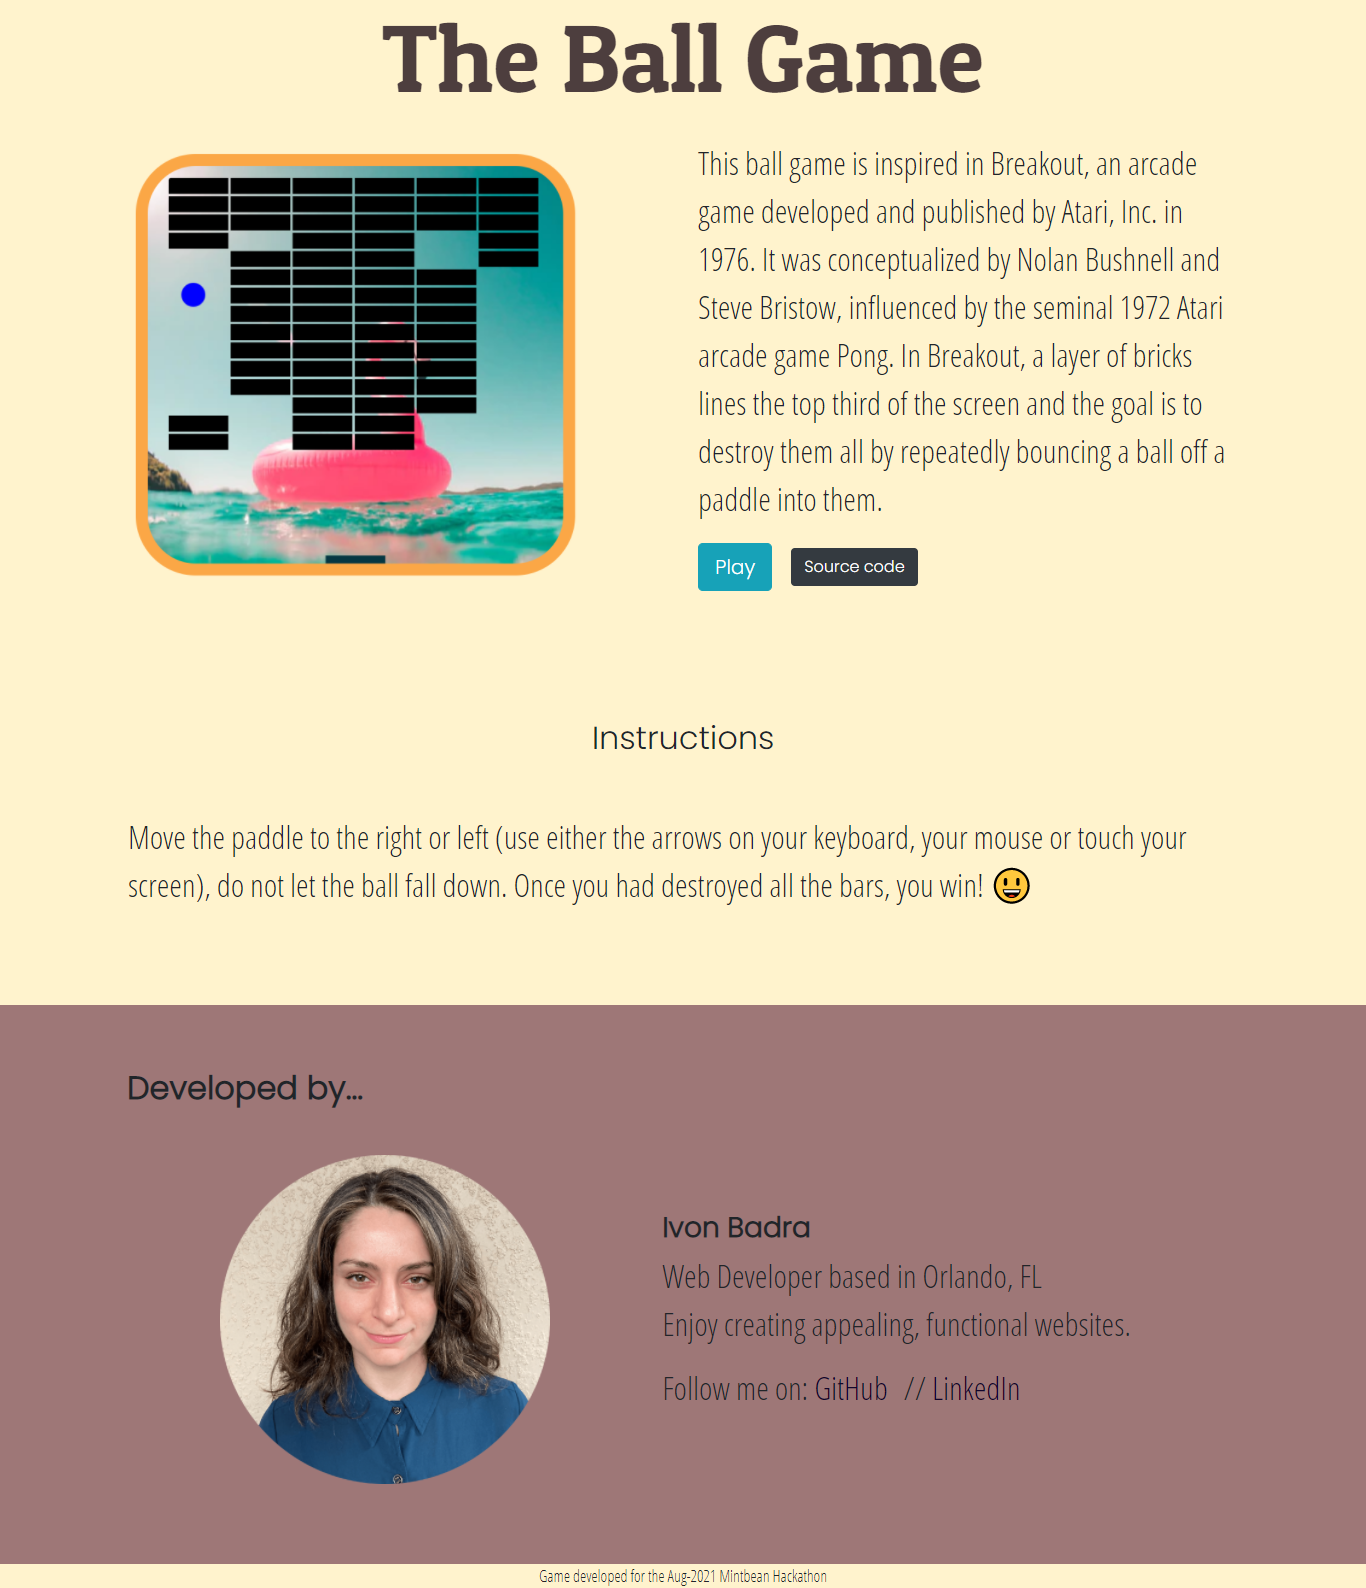 The Ball Game
This ball game is inspired in Breakout, an arcade
game developed and published by Atari, Inc. in
1976. It was conceptualized by Nolan Bushnell and
Steve Bristow, influenced by the seminal 1972 Atari
arcade game Pong. In Breakout, a layer of bricks
lines the top third of the screen and the goal is to
destroy them all by repeatedly bouncing a ball off a
paddle into them.
Play Source code
Instructions
Move the paddle to the right or left (use either the arrows on your keyboard, your mouse or touch your
screen), do not let the ball fall down. Once you had destroyed all the bars, you win! 😃
Developed by...
Ivon Badra
Web Developer based in Orlando, FL
Enjoy creating appealing, functional websites.
Follow me on: GitHub // LinkedIn
Game developed for the Aug-2021 Mintbean Hackathon